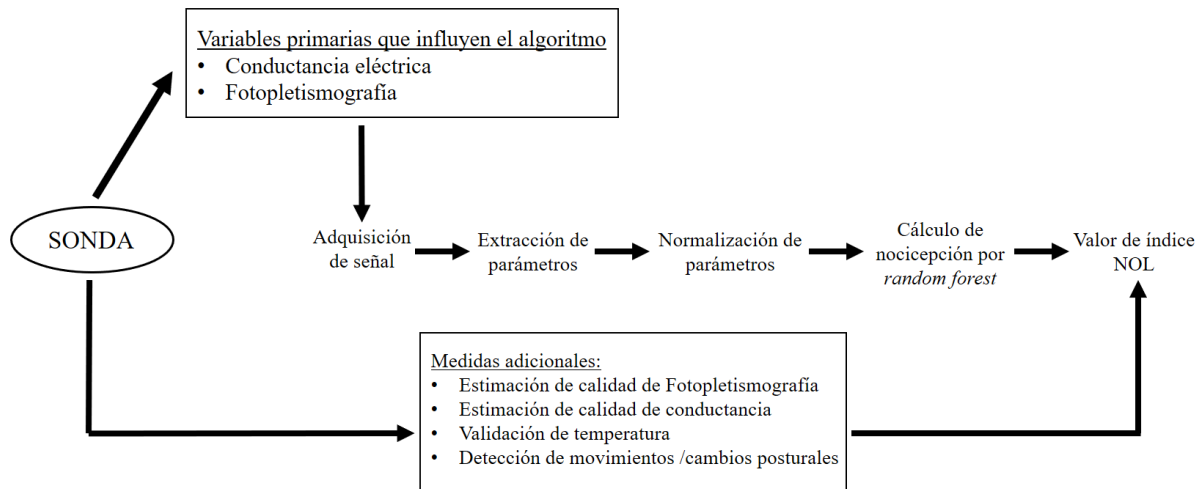 Variables primarias que influyen el algoritmo
• Conductancia eléctrica
• Fotopletismografía
SONDA
Adquisición
de señal
Extracción de
parámetros
Normalización de
parámetros
Cálculo de
nocicepción por
random forest
Valor de índice
NOL
Medidas adicionales:
• Estimación de calidad de Fotopletismografía
• Estimación de calidad de conductancia
• Validación de temperatura
• Detección de movimientos /cambios posturales